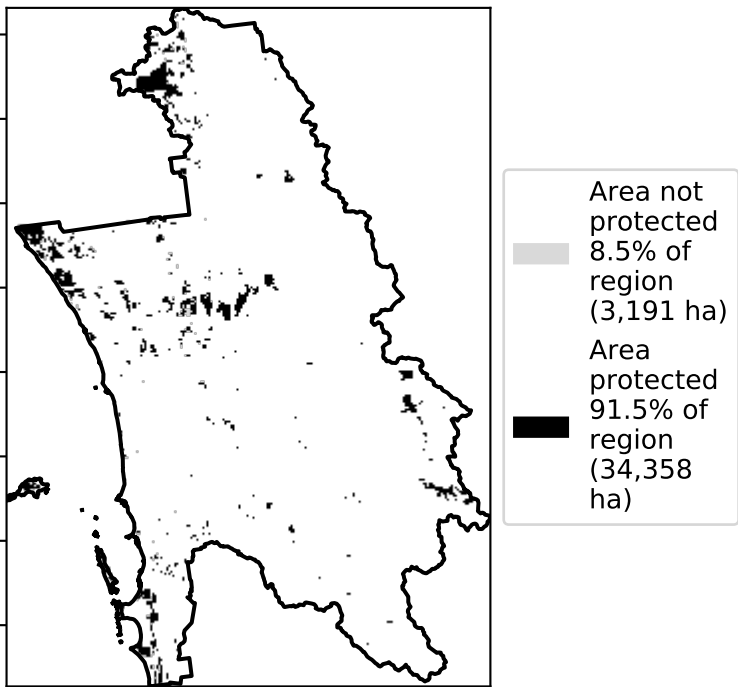 Area not
protected
8.5% of
region
(3,191 ha)
Area
protected
91.5% of
region
(34,358
ha)